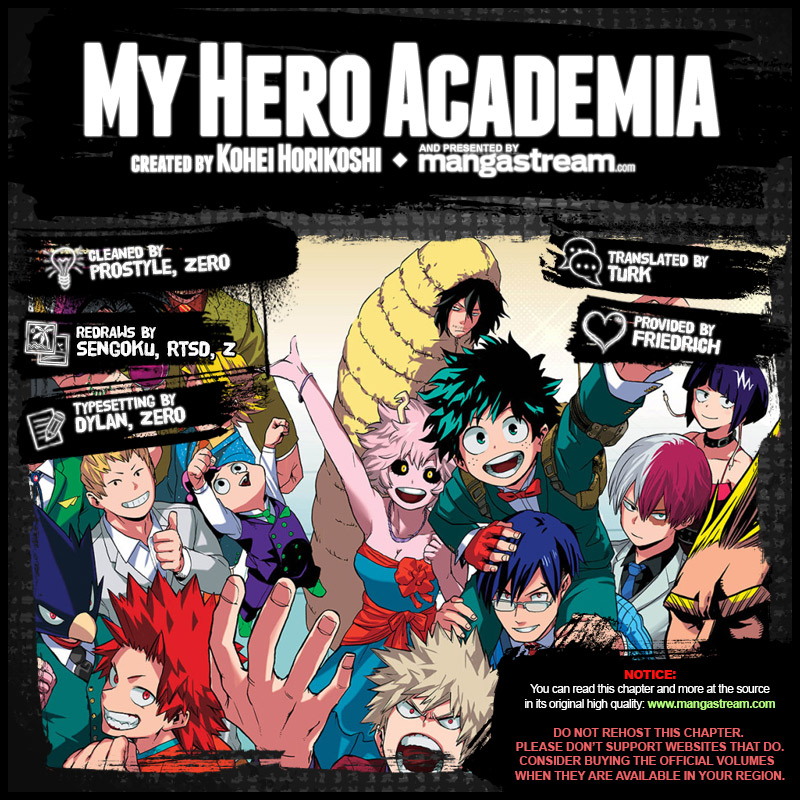 MY HERO ACADEMIA
CREATED BY KOHEI HORIKOSHI ◆ AND PRESENTED BY mangastream.com
CLEANED BY
PROSTYLE, ZERO
REDRAWS BY
SENGOKU, RTSD, Z
TYPESETTING BY
DYLAN, ZERO
TRANSLATED BY
TURK
PROVIDED BY
FRIEDRICH
NOTICE:
You can read this chapter and more at the source
in its original high quality: www.mangastream.com
DO NOT REHOST THIS CHAPTER.
PLEASE DON'T SUPPORT WEBSITES THAT DO.
CONSIDER BUYING THE OFFICIAL VOLUMES
WHEN THEY ARE AVAILABLE IN YOUR REGION.